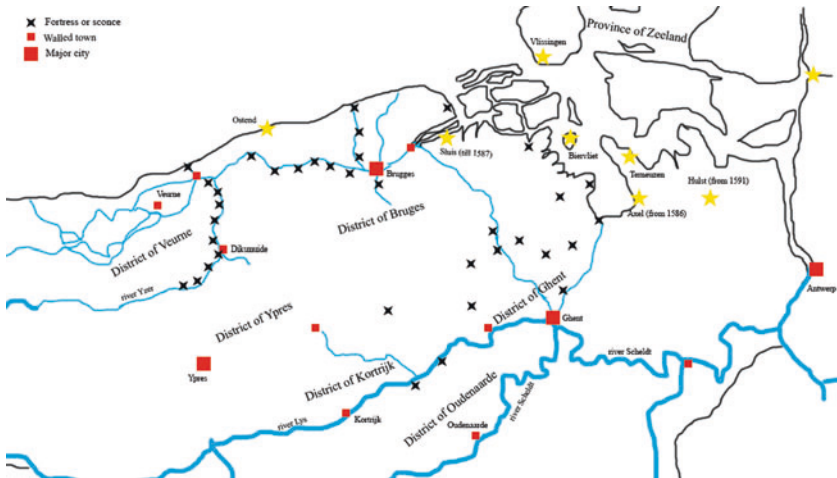 Fortress or sconce
Walled town
Major city
Province of Zeeland
Vlissingen
Ostend
Sluis (till 1587)
Biervliet
Terneuzen
Hulst (from 1591)
Axel (from 1586)
Brugges
Veurne
District of Bruges
District of Veurne
Diksmuide
river Yzer
Antwerp
District of Ypres
District of Ghent
Ghent
Ypres
District of Kortrijk
river Scheldt
District of Oudenaarde
river Scheldt
river Lys
Kortrijk
Oudenaarde